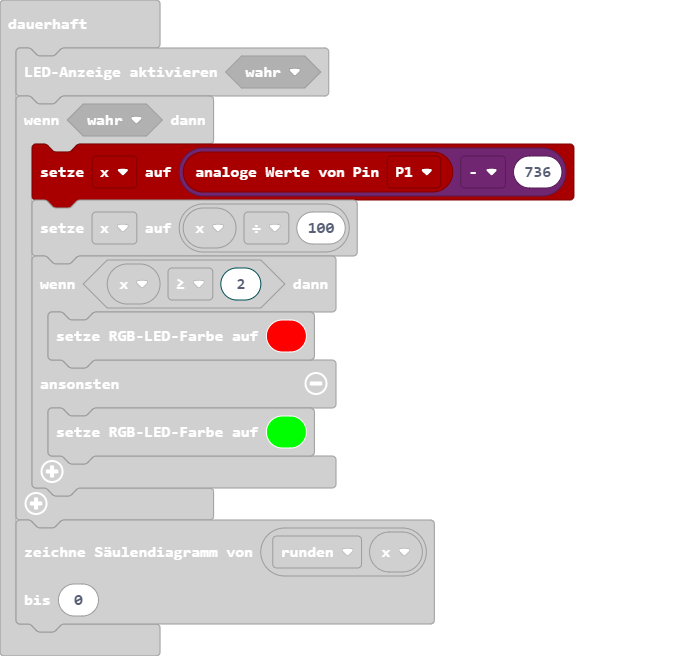 dauerhaft
LED-Anzeige aktivieren wahr
wenn wahr dann
setze x auf analoge Werte von Pin P1 - 736
setze x auf x ÷ 100
wenn x ≥ 2 dann
setze RGB-LED-Farbe auf
ansonsten
setze RGB-LED-Farbe auf
zeichne Säulendiagramm von runden x
bis 0